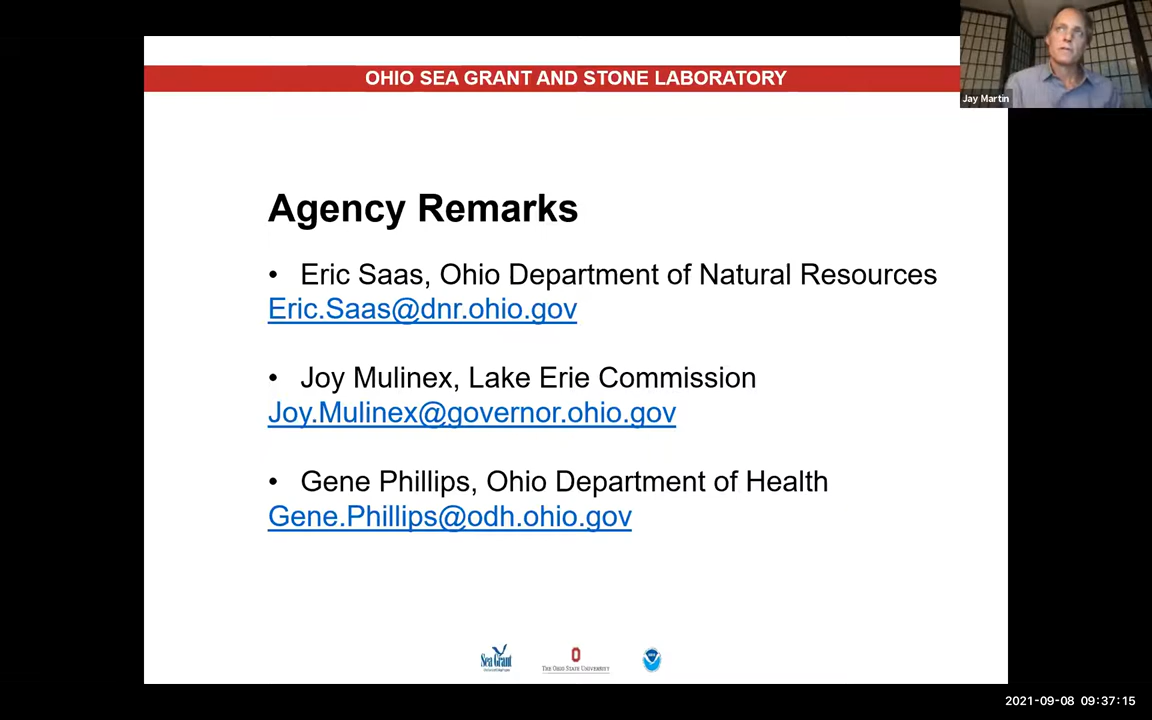 OHIO SEA GRANT AND STONE LABORATORY
Jay Martin
Agency Remarks
• Eric Saas, Ohio Department of Natural Resources
Eric.Saas@dnr.ohio.gov
• Joy Mulinex, Lake Erie Commission
Joy.Mulinex@governor.ohio.gov
• Gene Phillips, Ohio Department of Health
Gene.Phillips@odh.ohio.gov
Sea Grant
THE OHIO STATE UNIVERSITY
2021-09-08 09:37:15